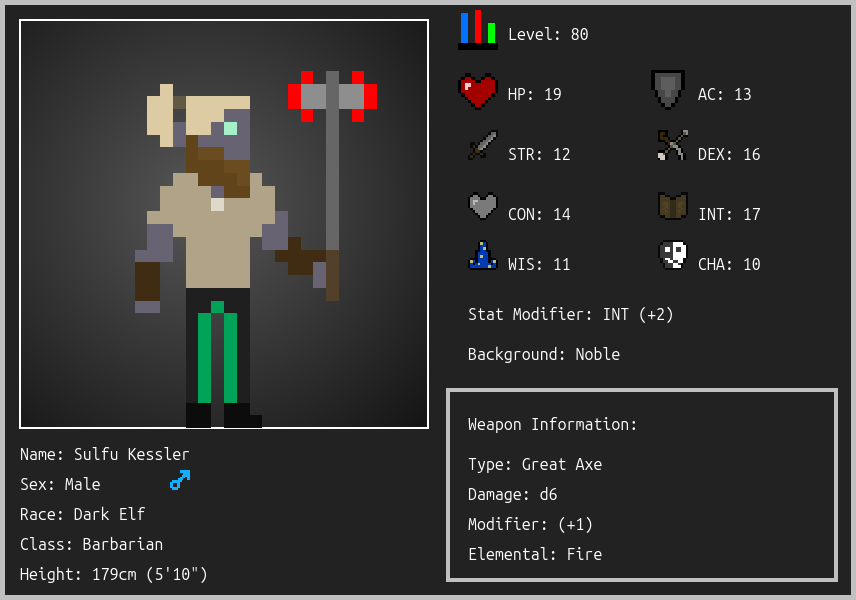 Level: 80
HP: 19
AC: 13
STR: 12
DEX: 16
CON: 14
INT: 17
WIS: 11
CHA: 10
Stat Modifier: INT (+2)
Background: Noble
Weapon Information:
Type: Great Axe
Damage: d6
Modifier: (+1)
Elemental: Fire
Name: Sulfu Kessler
Sex: Male
Race: Dark Elf
Class: Barbarian
Height: 179cm (5'10")